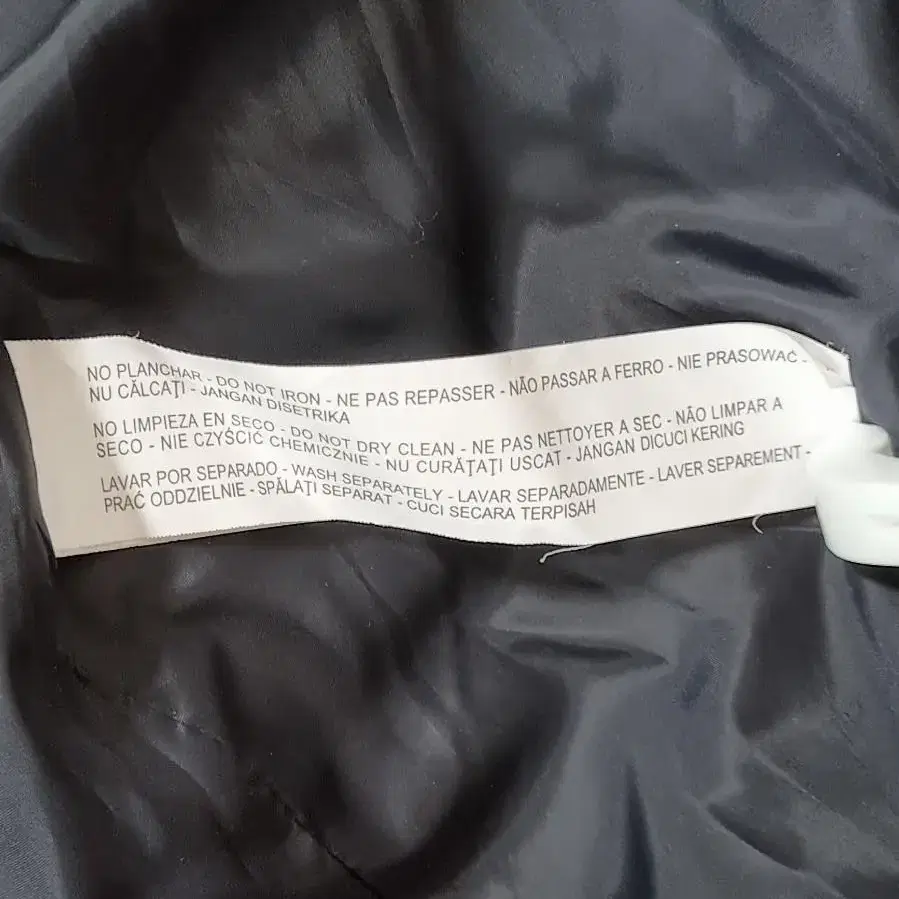 NO PLANCHAR - DO NOT IRON - NE PAS REPASSER - NÃO PASSAR A FERRO - NIE PRASOWAĆ -
NU CĂLCAȚI - JANGAN DISETRIKA
NO LIMPIEZA EN SECO - DO NOT DRY CLEAN - NE PAS NETTOYER A SEC - NÃO LIMPAR A
SECO - NIE CZYŚCIĆ CHEMICZNIE - NU CURĂȚAȚI USCAT - JANGAN DICUCI KERING
LAVAR POR SEPARADO - WASH SEPARATELY - LAVAR SEPARADAMENTE - LAVER SEPAREMENT -
PRAĆ ODDZIELNIE - SPĂLAȚI SEPARAT - CUCI SECARA TERPISAH